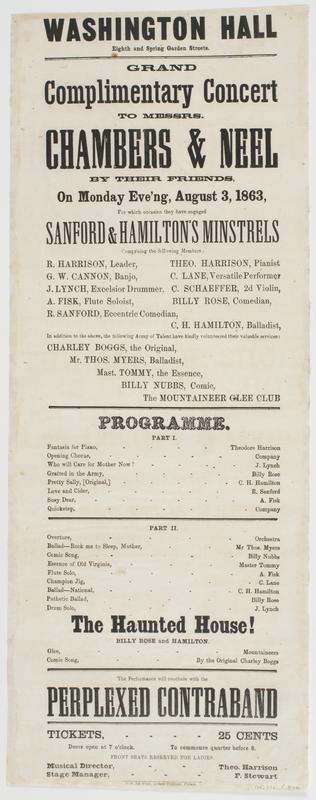 WASHINGTON HALL
Eighth and Spring Garden Streets.
GRAND
Complimentary Concert
TO MESSRS.
CHAMBERS & NEEL
BY THEIR FRIENDS,
On Monday Eve'ng, August 3, 1863,
For which occasion they have engaged
SANFORD & HAMILTON'S MINSTRELS
Comprising the following Members:
R. HARRISON, Leader, THEO. HARRISON, Pianist
G. W. CANNON, Banjo, C. LANE, Versatile Performer
J. LYNCH, Excelsior Drummer, C. SCHAEFFER, 2d Violin,
A. FISK, Flute Soloist, BILLY ROSE, Comedian,
R. SANFORD, Eccentric Comedian,
C. H. HAMILTON, Balladist,
In addition to the above, the following Army of Talent have kindly volunteered their valuable services:
CHARLEY BOGGS, the Original,
Mr. THOS. MYERS, Balladist,
Mast. TOMMY, the Essence,
BILLY NUBBS, Comic,
The MOUNTAINEER GLEE CLUB
PROGRAMME.
PART I.
Fantasia for Piano, - - - - - Theodore Harrison
Opening Chorus, - - - - - Company
Who will Care for Mother Now? - - - - - J. Lynch
Grafted in the Army, - - - - - Billy Rose
Pretty Sally, [Original,] - - - - - C. H. Hamilton
Love and Cider, - - - - - R. Sanford
Susy Dear, - - - - - A. Fisk
Quickstep, - - - - - Company
PART II.
Overture, - - - - - Orchestra
Ballad—Rock me to Sleep, Mother, - - - - - Mr Thos. Myers
Comic Song, - - - - - Billy Nubbs
Essence of Old Virginia, - - - - - Master Tommy
Flute Solo, - - - - - A. Fisk
Champion Jig, - - - - - C. Lane
Ballad—National, - - - - - C. H. Hamilton
Pathetic Ballad, - - - - - Billy Rose
Drum Solo, - - - - - J. Lynch
The Haunted House!
BILLY ROSE and HAMILTON.
Glee, - - - - - Mountaineers
Comic Song, - - - - - By the Original Charley Boggs
The Performance will conclude with the
PERPLEXED CONTRABAND
TICKETS, - - - - 25 CENTS
Doors open at 7 o'clock. To commence quarter before 8.
FRONT SEATS RESERVED FOR LADIES.
Musical Director, - - - Theo. Harrison
Stage Manager, - - - F. Stewart